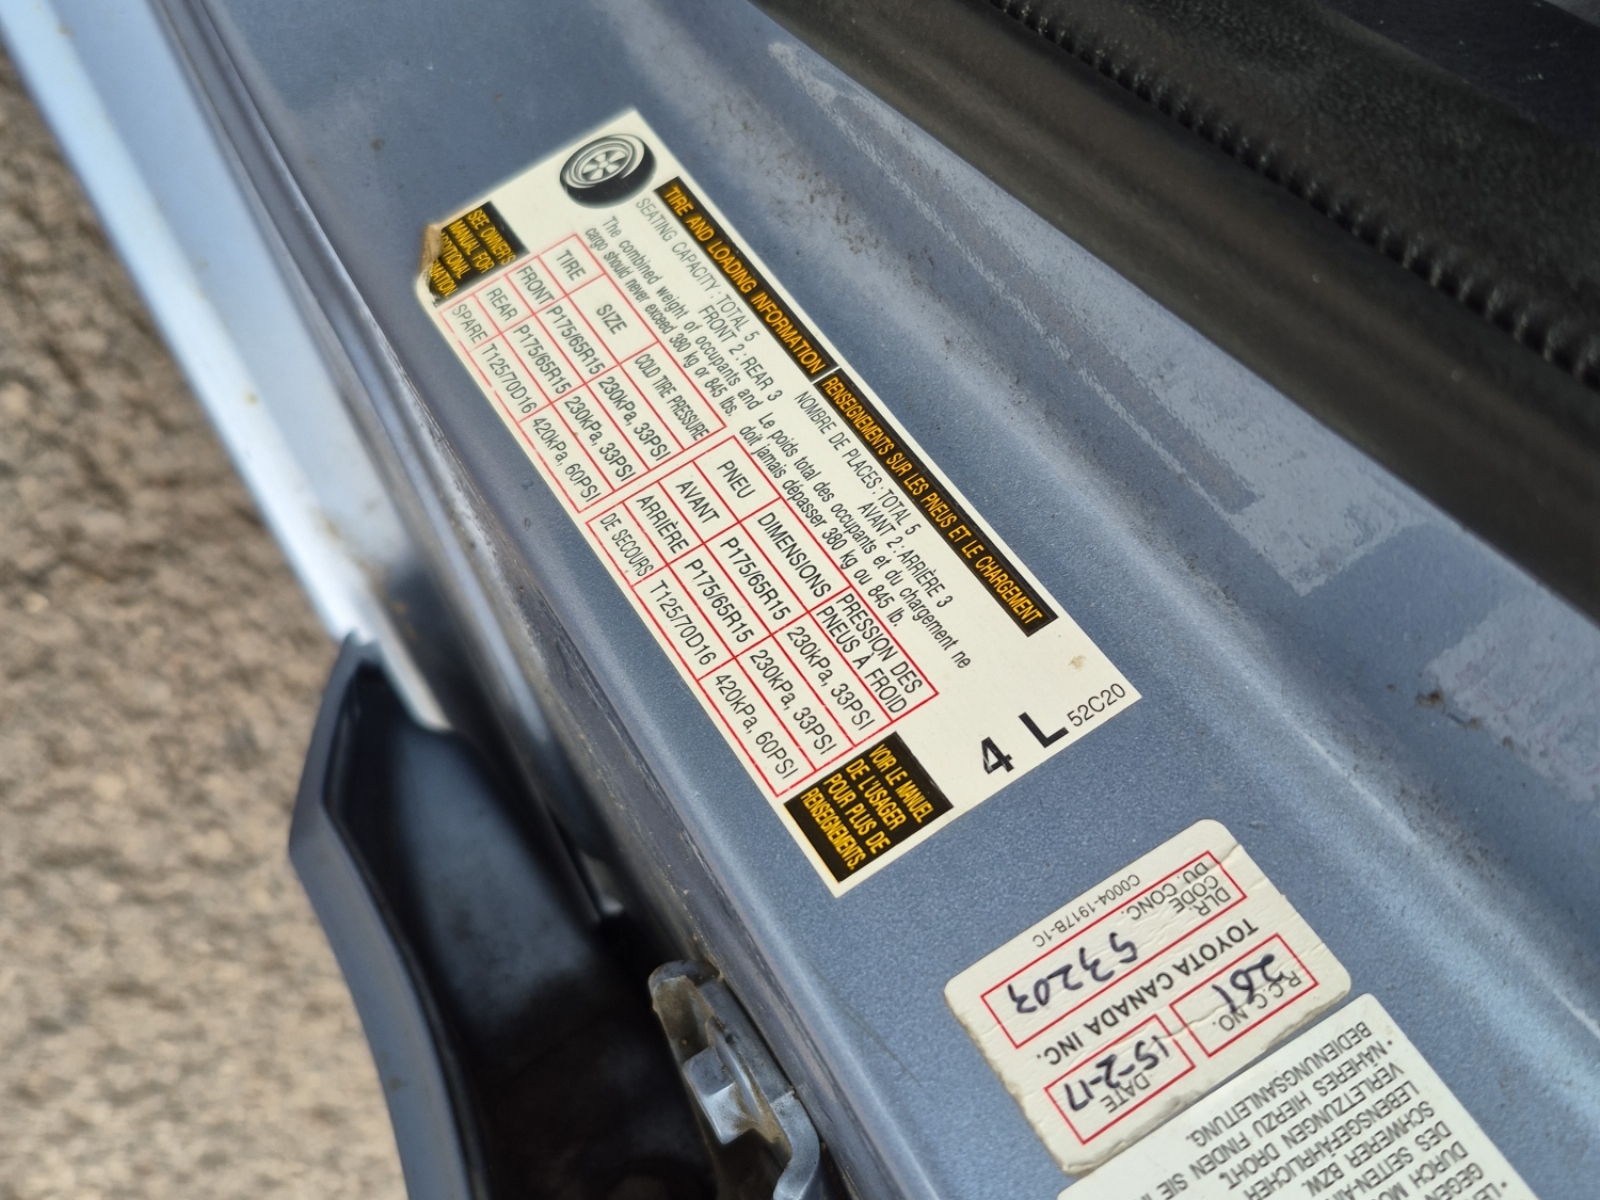 TIRE AND LOADING INFORMATION
RENSEIGNEMENTS SUR LES PNEUS ET LE CHARGEMENT
SEATING CAPACITY : TOTAL 5
FRONT 2 : REAR 3
The combined weight of occupants and
cargo should never exceed 380 kg or 845 lbs.
NOMBRE DE PLACES : TOTAL 5
AVANT 2 : ARRIÈRE 3
Le poids total des occupants et du chargement ne
doit jamais dépasser 380 kg ou 845 lb.
TIRE SIZE COLD TIRE PRESSURE
FRONT P175/65R15 230kPa, 33PSI
REAR P175/65R15 230kPa, 33PSI
SPARE T125/70D16 420kPa, 60PSI
SEE OWNER'S
MANUAL FOR
PNEU DIMENSIONS PRESSION DES
PNEUS À FROID
AVANT P175/65R15 230kPa, 33PSI
ARRIÈRE P175/65R15 230kPa, 33PSI
DE SECOURS T125/70D16 420kPa, 60PSI
VOIR LE MANUEL
DE L'USAGER
POUR PLUS DE
RENSEIGNEMENTS.
4 L 52C20
C0004-1917B-1C
DLR.
CODE
DU. CONC.
53203
TOYOTA CANADA INC.
R.C.C. NO.
261
DATE
15-2-17
DURCH
DES SEITEN
SCHWERER BZW.
LEBENSGEFÄHRLICHER
VERLETZUNGEN DROHT.
• NÄHERES HIERZU FINDEN SIE
BEDIENUNGSANLEITUNG.